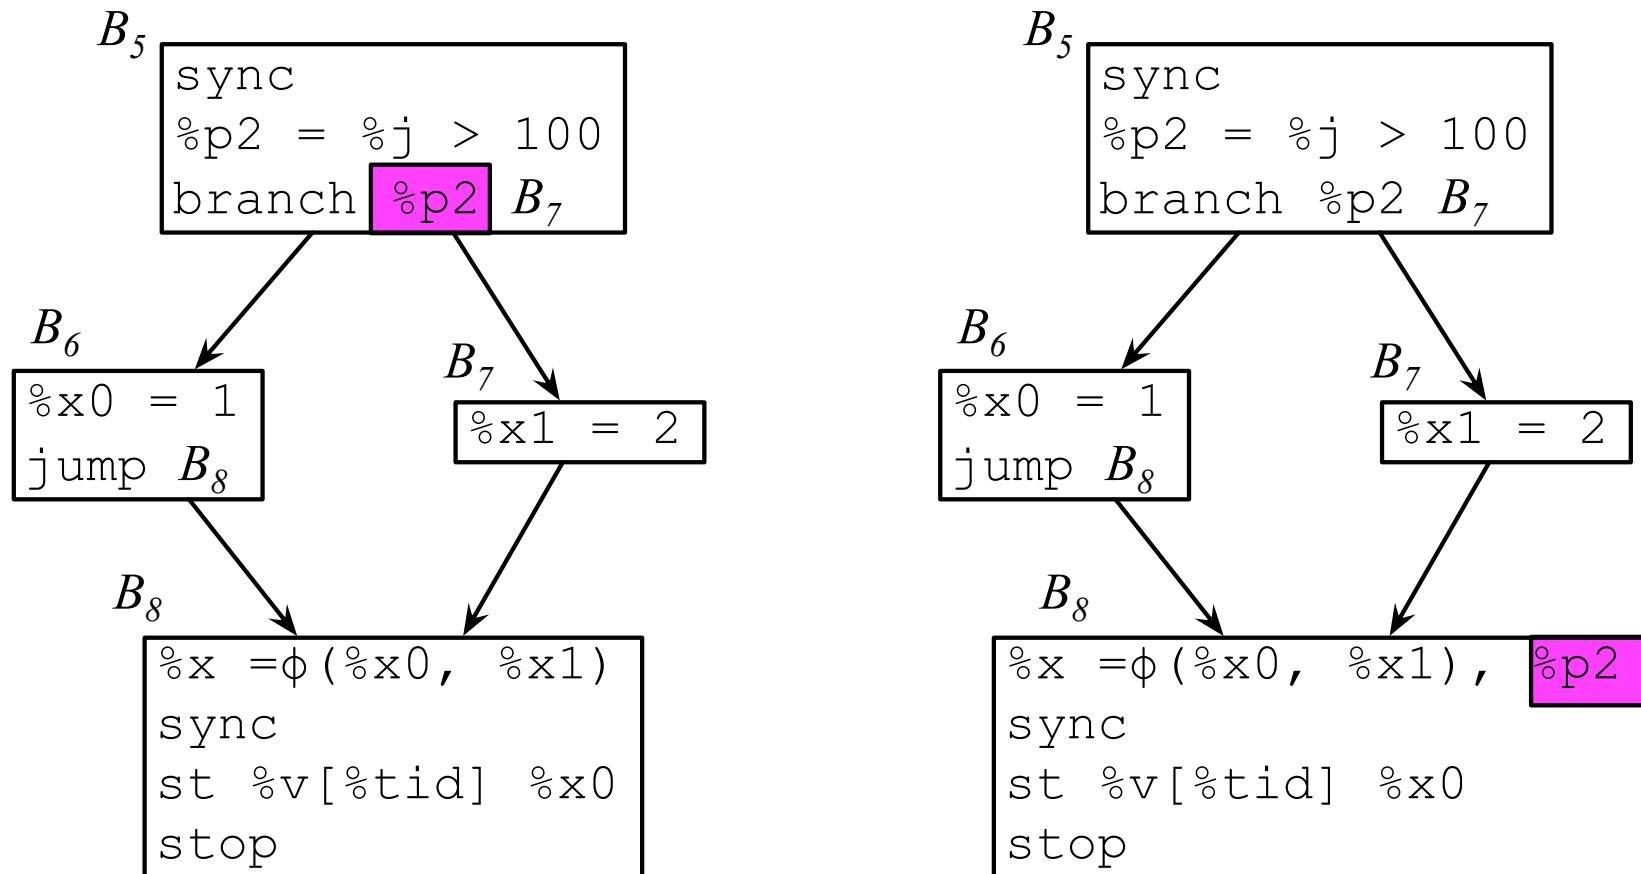 B5
sync
%p2 = %j > 100
branch %p2 B7
B6
%x0 = 1
jump B8
B7
%x1 = 2
B8
%x =ϕ(%x0, %x1)
sync
st %v[%tid] %x0
stop
B5
sync
%p2 = %j > 100
branch %p2 B7
B6
%x0 = 1
jump B8
B7
%x1 = 2
B8
%x =ϕ(%x0, %x1), %p2
sync
st %v[%tid] %x0
stop